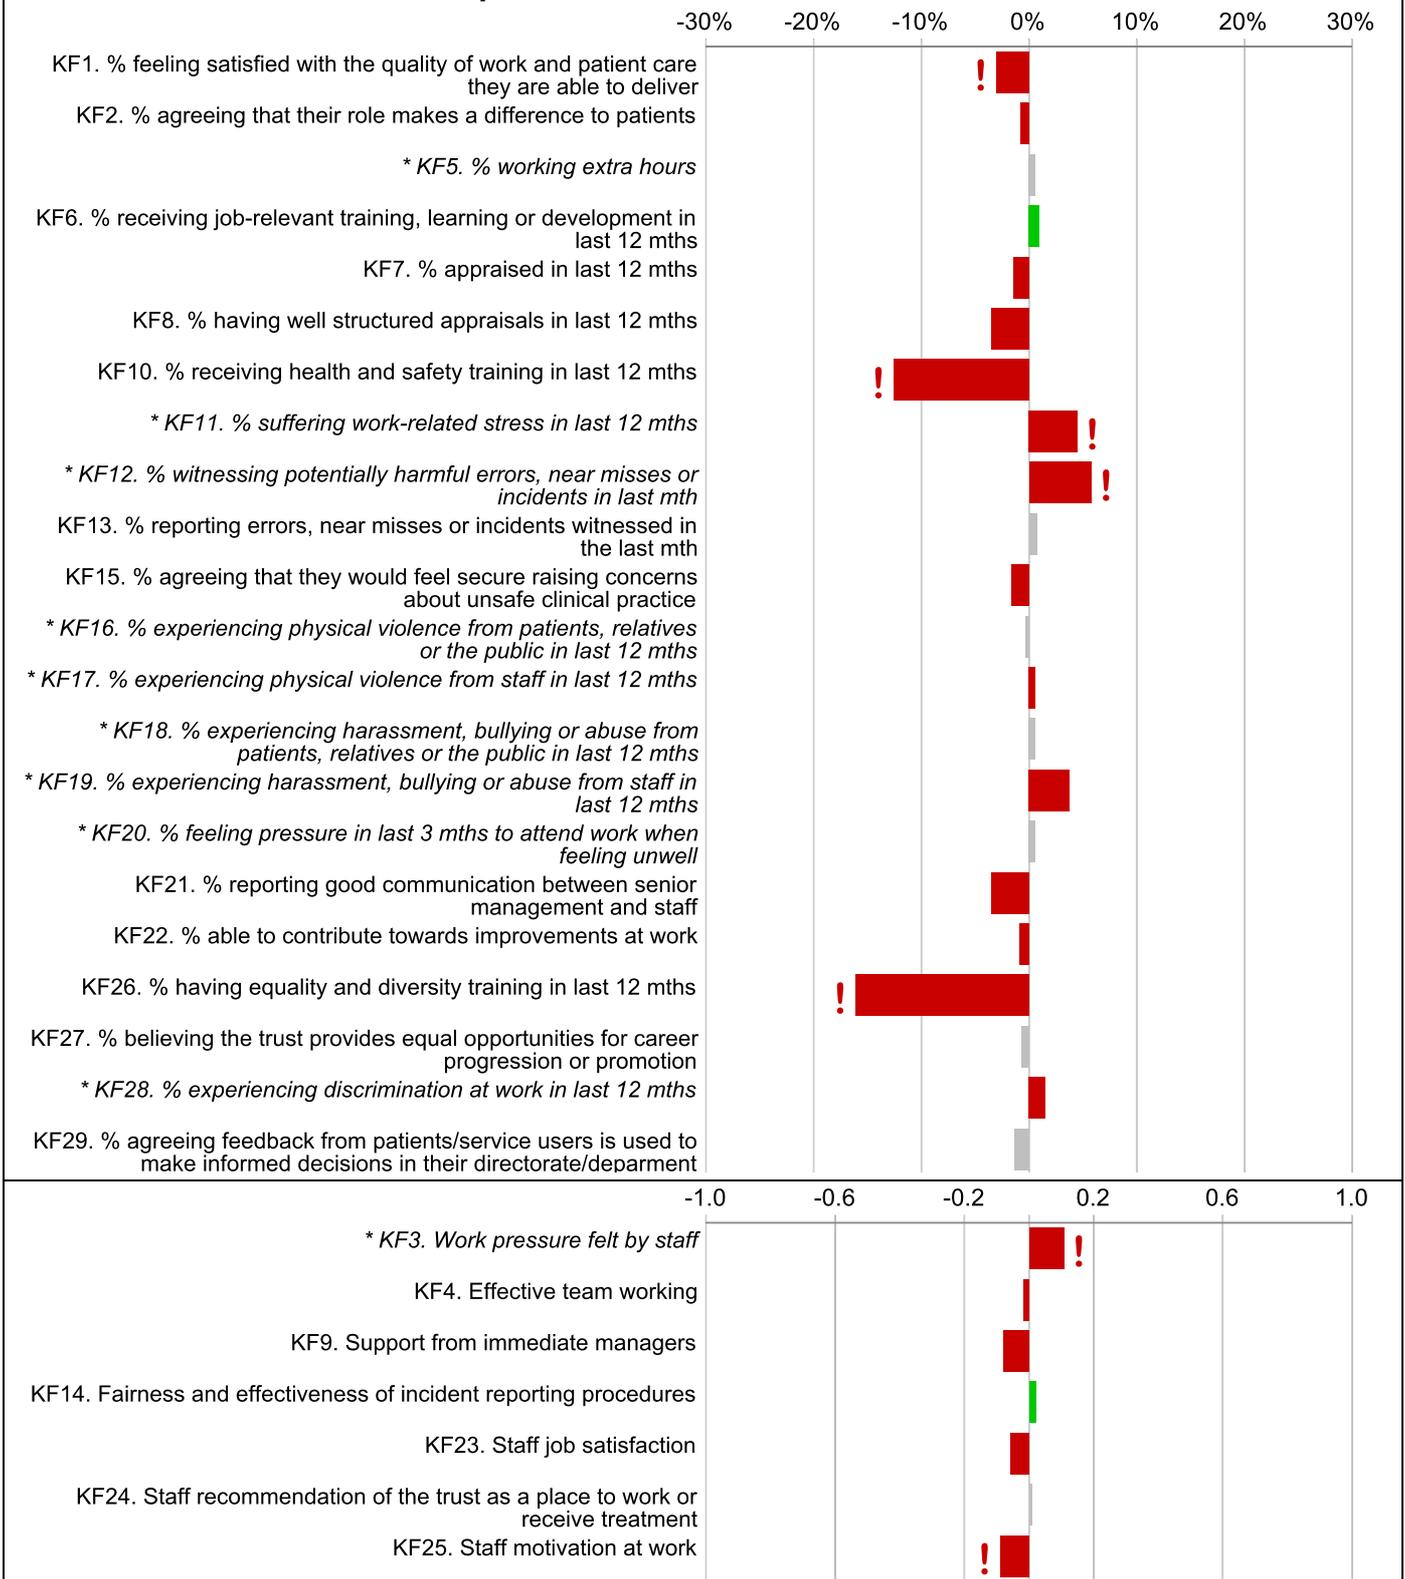 -30% -20% -10% 0% 10% 20% 30%
KF1. % feeling satisfied with the quality of work and patient care
they are able to deliver
!
KF2. % agreeing that their role makes a difference to patients
* KF5. % working extra hours
KF6. % receiving job-relevant training, learning or development in
last 12 mths
KF7. % appraised in last 12 mths
KF8. % having well structured appraisals in last 12 mths
KF10. % receiving health and safety training in last 12 mths
!
* KF11. % suffering work-related stress in last 12 mths
!
* KF12. % witnessing potentially harmful errors, near misses or
incidents in last mth
!
KF13. % reporting errors, near misses or incidents witnessed in
the last mth
KF15. % agreeing that they would feel secure raising concerns
about unsafe clinical practice
* KF16. % experiencing physical violence from patients, relatives
or the public in last 12 mths
* KF17. % experiencing physical violence from staff in last 12 mths
* KF18. % experiencing harassment, bullying or abuse from
patients, relatives or the public in last 12 mths
* KF19. % experiencing harassment, bullying or abuse from staff in
last 12 mths
* KF20. % feeling pressure in last 3 mths to attend work when
feeling unwell
KF21. % reporting good communication between senior
management and staff
KF22. % able to contribute towards improvements at work
KF26. % having equality and diversity training in last 12 mths
!
KF27. % believing the trust provides equal opportunities for career
progression or promotion
* KF28. % experiencing discrimination at work in last 12 mths
KF29. % agreeing feedback from patients/service users is used to
make informed decisions in their directorate/deparment
-1.0 -0.6 -0.2 0.2 0.6 1.0
* KF3. Work pressure felt by staff
!
KF4. Effective team working
KF9. Support from immediate managers
KF14. Fairness and effectiveness of incident reporting procedures
KF23. Staff job satisfaction
KF24. Staff recommendation of the trust as a place to work or
receive treatment
KF25. Staff motivation at work
!